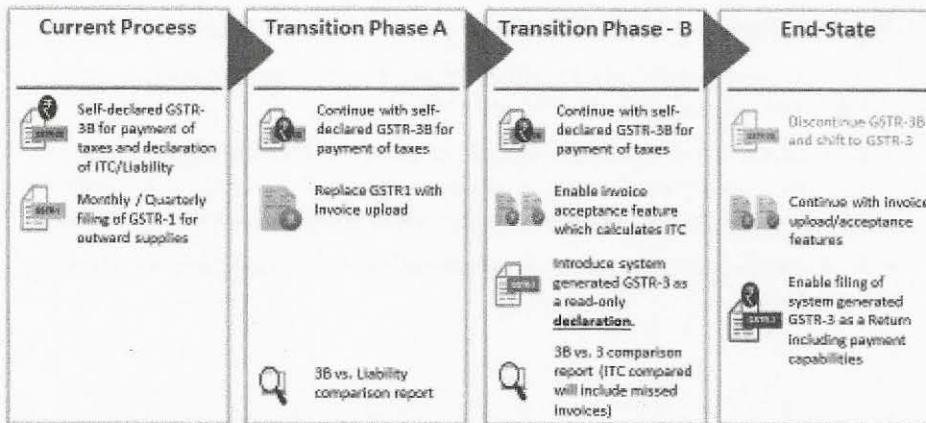 Current Process
Self-declared GSTR-
3B for payment of
taxes and declaration
of ITC/Liability
GSTR-1
Monthly / Quarterly
filing of GSTR-1 for
outward supplies
Transition Phase A
Continue with self-
declared GSTR-3B for
payment of taxes
Replace GSTR1 with
Invoice upload
3B vs. Liability
comparison report
Transition Phase - B
Continue with self-
declared GSTR-3B for
payment of taxes
Enable invoice
acceptance feature
which calculates ITC
Introduce system
generated GSTR-3 as
a read-only
declaration.
3B vs. 3 comparison
report (ITC compared
will include missed
invoices)
End-State
Discontinue GSTR-3B
and shift to GSTR-3
Continue with invoice
upload/acceptance
features
Enable filing of
system generated
GSTR-3 as a Return
including payment
capabilities